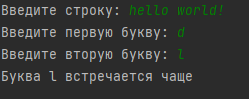 Введите строку: hello world!
Введите первую букву: d
Введите вторую букву: l
Буква l встречается чаще